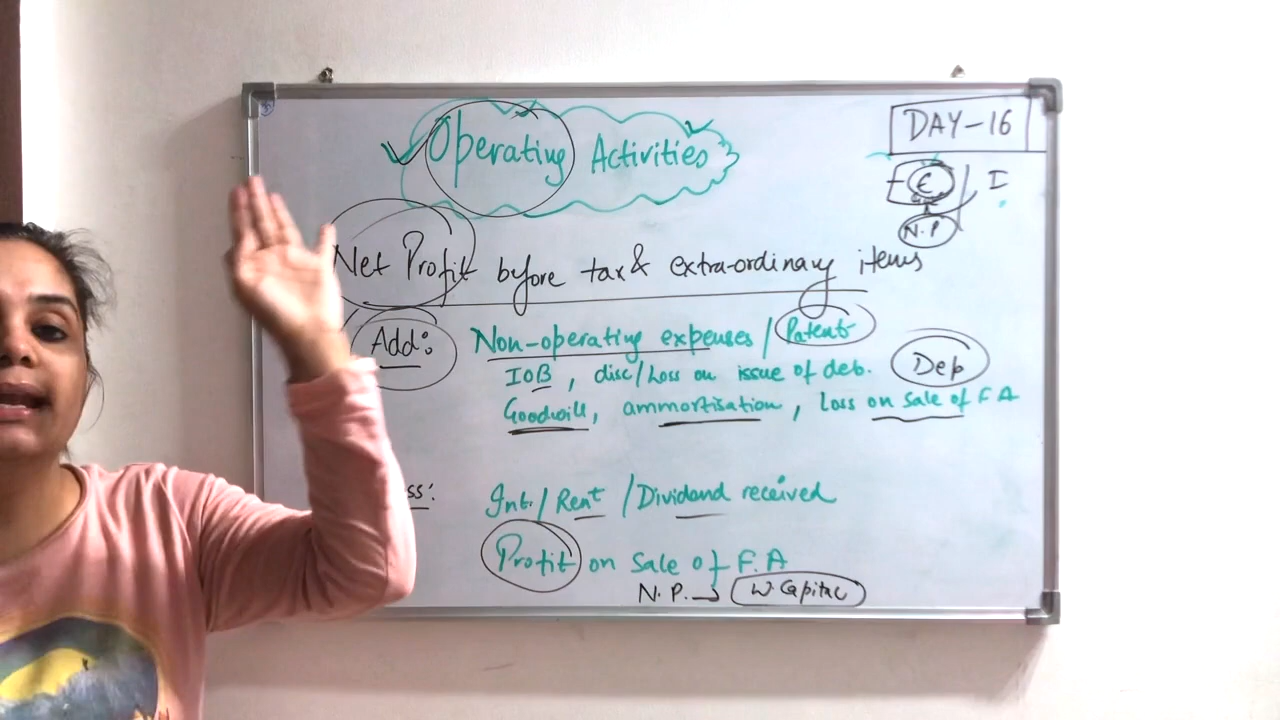 Operating Activities
DAY-16
E / I
N.P
Net Profit before tax & extra-ordinary items
Add: Non-operating expenses / Patent
IOB, disc/Loss on issue of deb. Dep
Goodwill, ammortisation, Loss on sale of F A
ss: Int. / Rent / Dividend received
Profit on Sale of F.A
N.P. → W. Capital